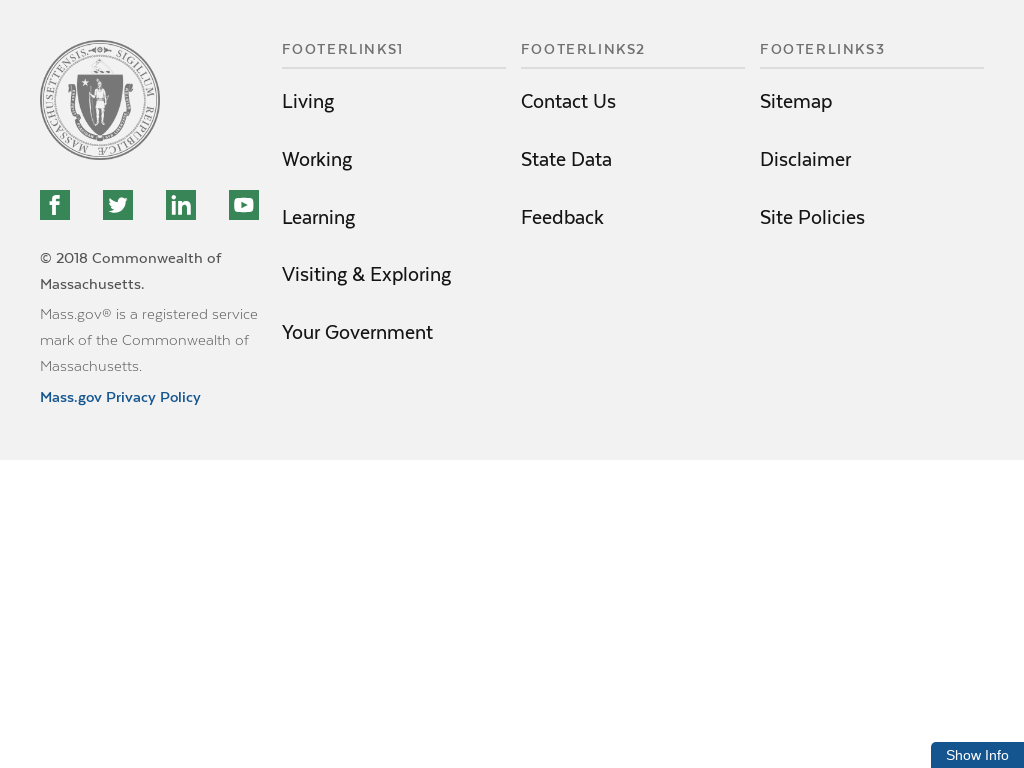 SIGILLUM REIPUBLICÆ MASSACHUSETTENSIS.
© 2018 Commonwealth of
Massachusetts.
Mass.gov® is a registered service
mark of the Commonwealth of
Massachusetts.
Mass.gov Privacy Policy
FOOTERLINKS1
Living
Working
Learning
Visiting & Exploring
Your Government
FOOTERLINKS2
Contact Us
State Data
Feedback
FOOTERLINKS3
Sitemap
Disclaimer
Site Policies
Show Info